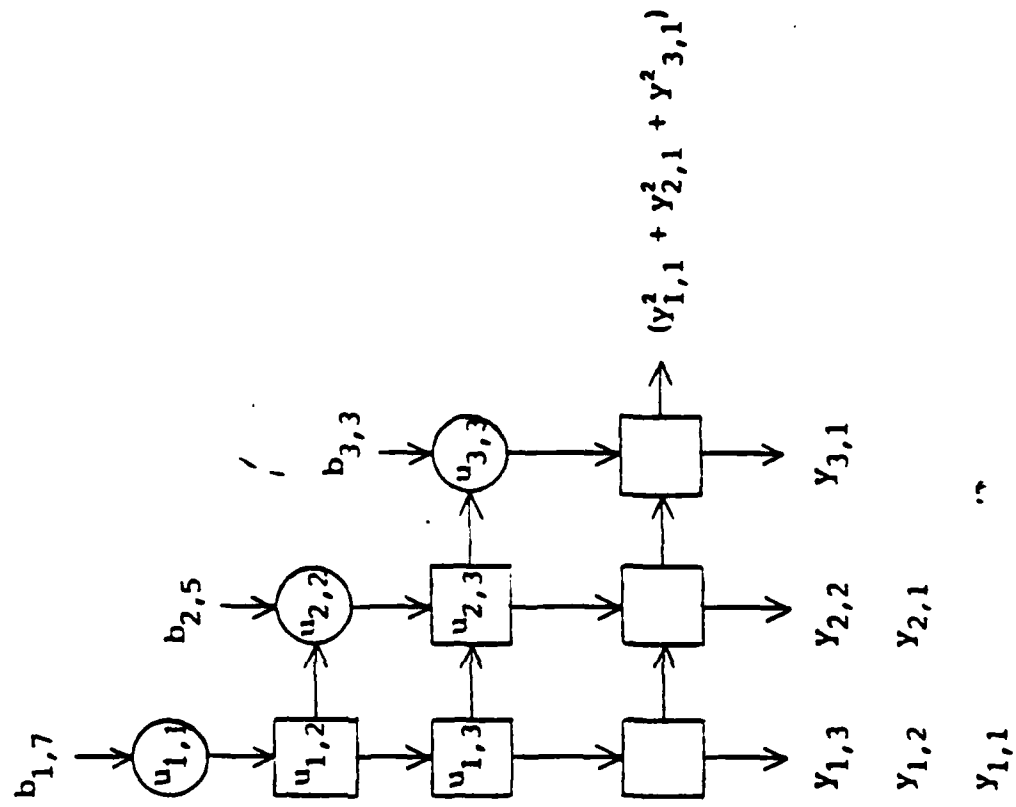 b1,7
u1,1
b2,5
u1,2
u2,2
b3,3
u1,3
u2,3
u3,3
(y²1,1 + y²2,1 + y²3,1)
y1,3
y2,2
y3,1
y1,2
y2,1
y1,1